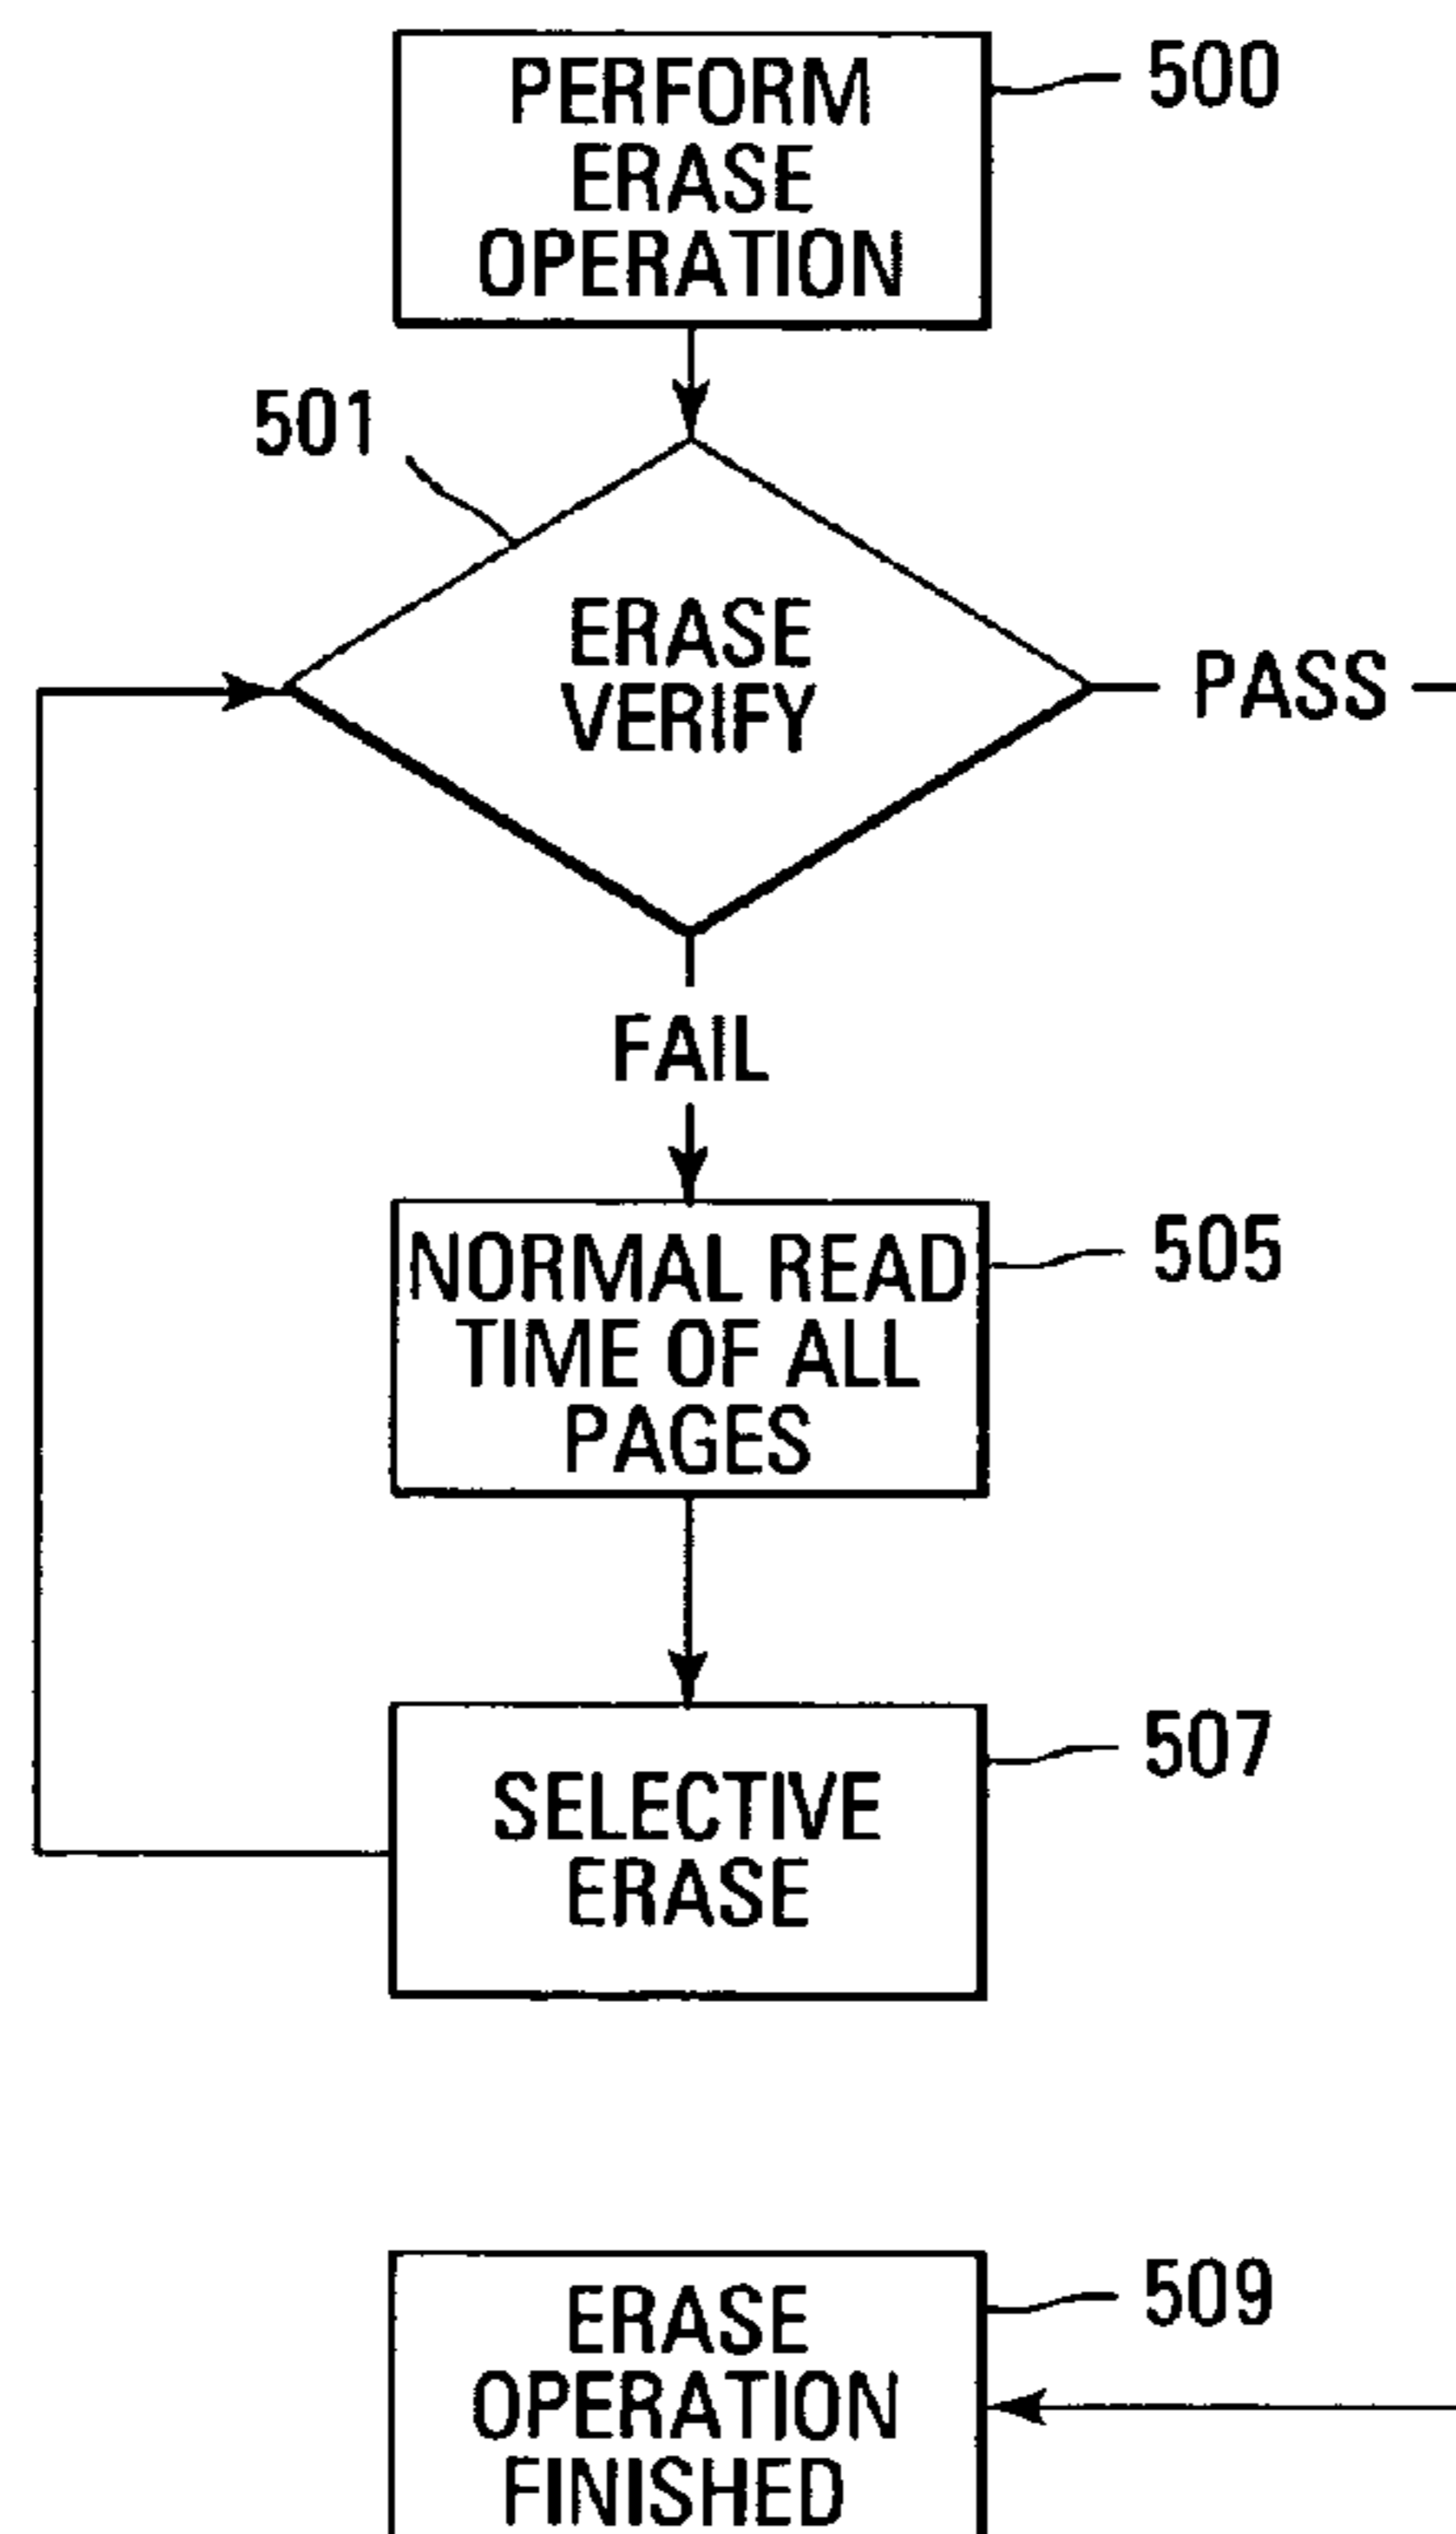 PERFORM
ERASE
OPERATION
500
501
ERASE
VERIFY
PASS
FAIL
NORMAL READ
TIME OF ALL
PAGES
505
SELECTIVE
ERASE
507
ERASE
OPERATION
FINISHED
509